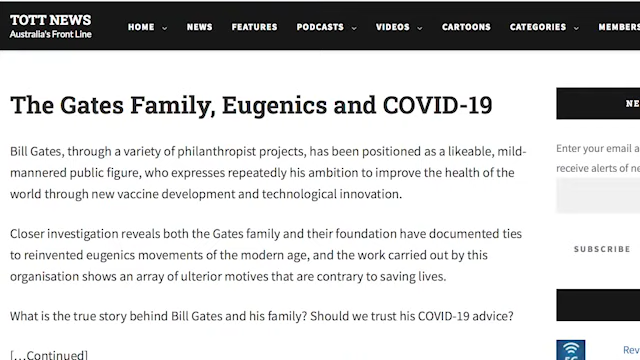 TOTT NEWS
Australia's Front Line
HOME NEWS FEATURES PODCASTS VIDEOS CARTOONS CATEGORIES MEMBERS
The Gates Family, Eugenics and COVID-19
Bill Gates, through a variety of philanthropist projects, has been positioned as a likeable, mild-
mannered public figure, who expresses repeatedly his ambition to improve the health of the
world through new vaccine development and technological innovation.
Closer investigation reveals both the Gates family and their foundation have documented ties
to reinvented eugenics movements of the modern age, and the work carried out by this
organisation shows an array of ulterior motives that are contrary to saving lives.
What is the true story behind Bill Gates and his family? Should we trust his COVID-19 advice?
[…Continued]
NE
Enter your email a
receive alerts of ne
SUBSCRIBE
5G
Rev